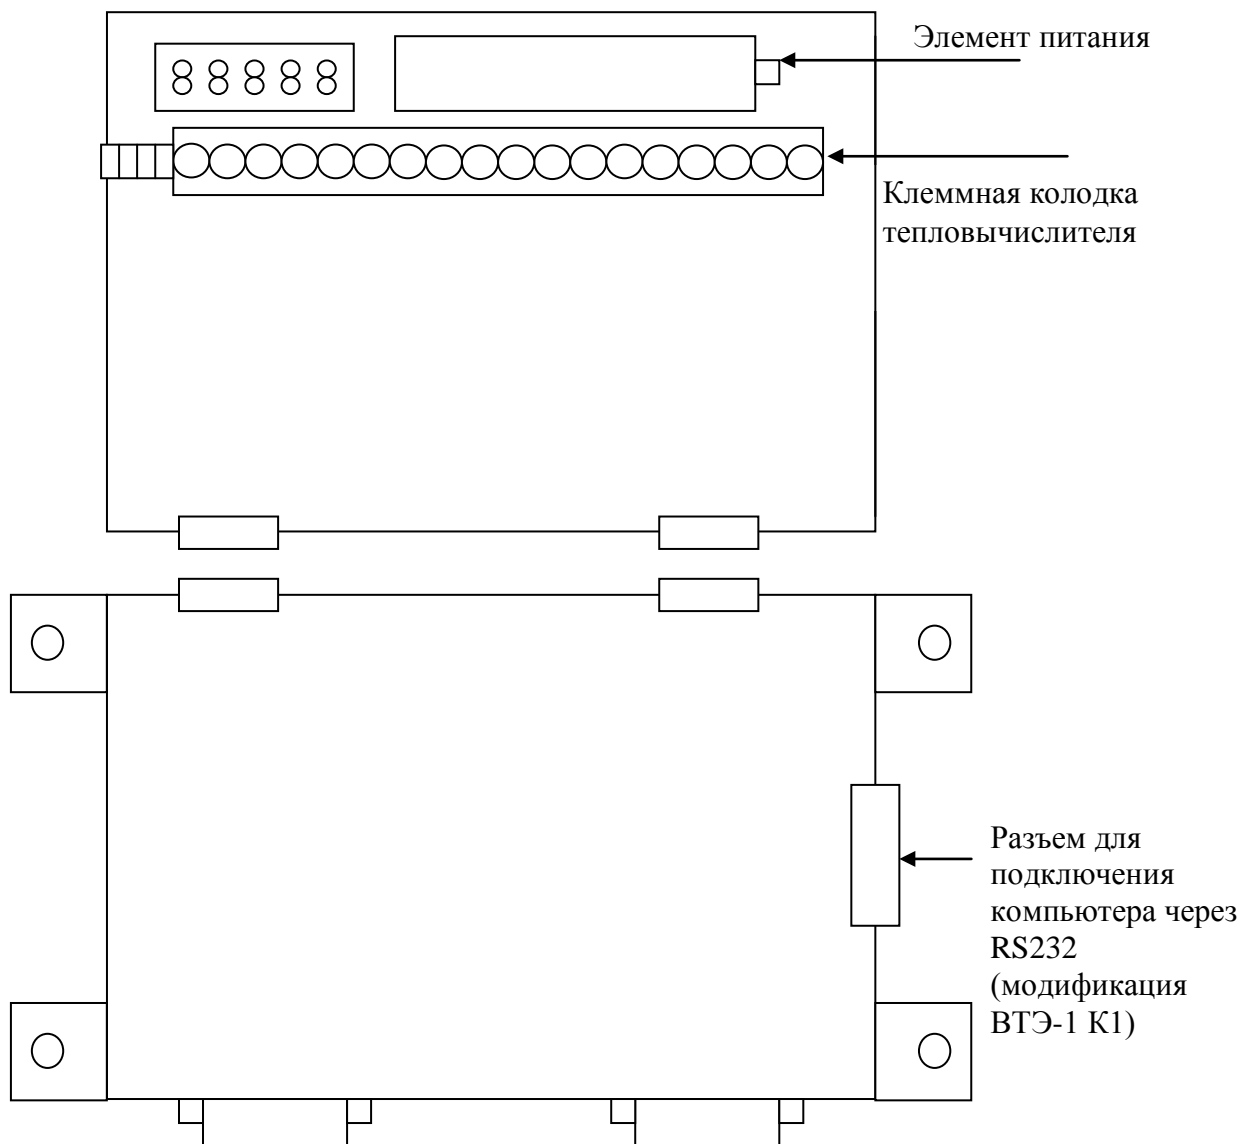 Элемент питания
Клеммная колодка
тепловычислителя
Разъем для
подключения
компьютера через
RS232
(модификация
ВТЭ-1 К1)